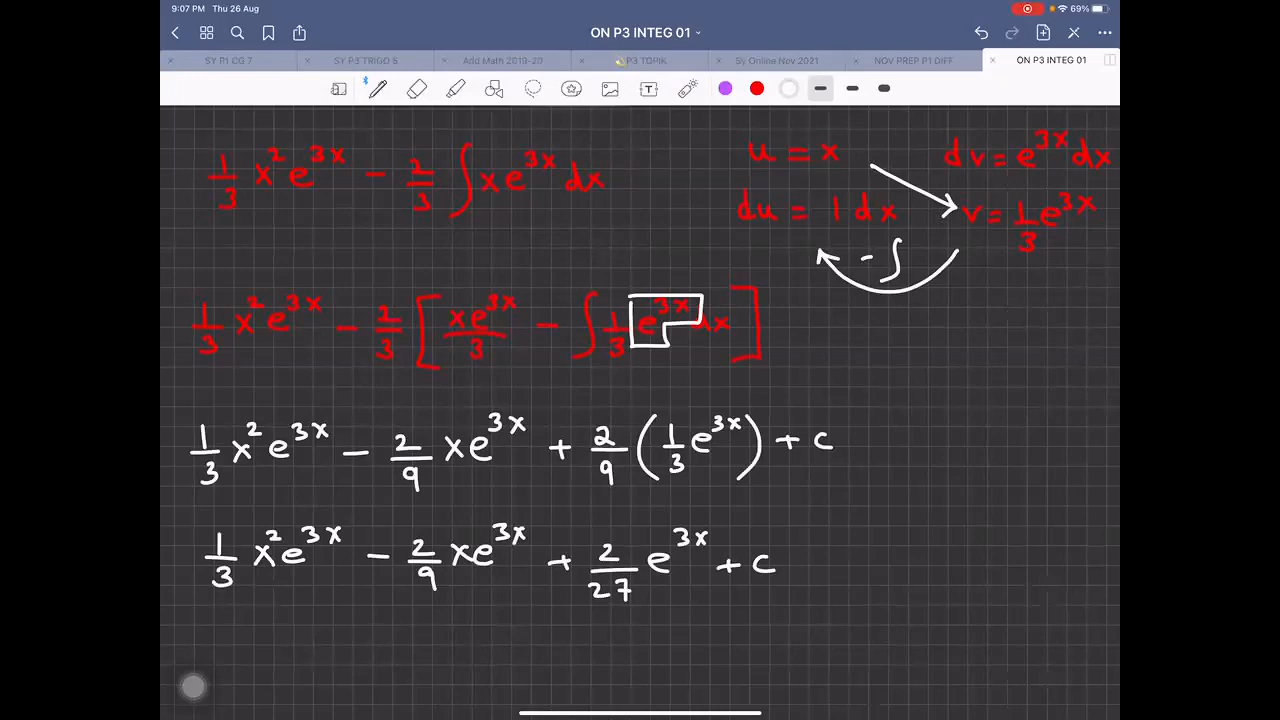 9:07 PM Thu 26 Aug 69%
ON P3 INTEG 01
SY P1 CG 7 SY P3 TRIGO 5 Add Math 2019-20 P3 TOPIK Sy Online Nov 2021 NOV PREP P1 DIFF ON P3 INTEG 01
1/3 x² e^3x − 2/3 ∫ x e^3x dx
u = x dv = e^3x dx
du = 1 dx v = 1/3 e^3x
− ∫
1/3 x² e^3x − 2/3 [ xe^3x/3 − ∫ 1/3 e^3x dx ]
1/3 x² e^3x − 2/9 x e^3x + 2/9 ( 1/3 e^3x ) + c
1/3 x² e^3x − 2/9 x e^3x + 2/27 e^3x + c